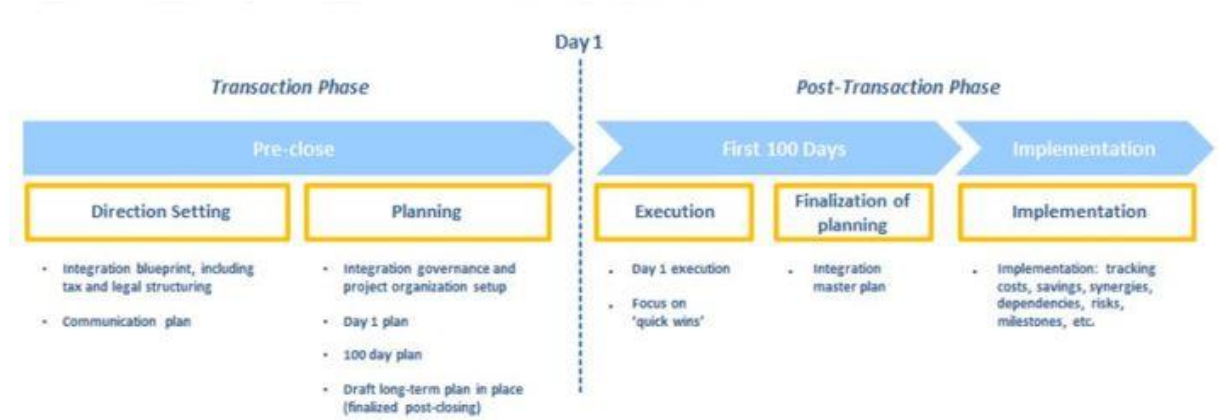 Day 1
Transaction Phase
Post-Transaction Phase
Pre-close
First 100 Days
Implementation
Direction Setting
Planning
Execution
Finalization of
planning
Implementation
• Integration blueprint, including
tax and legal structuring
• Communication plan
• Integration governance and
project organization setup
• Day 1 plan
• 100 day plan
• Draft long-term plan in place
(finalized post-closing)
• Day 1 execution
• Focus on
'quick wins'
• Integration
master plan
• Implementation: tracking
costs, savings, synergies,
dependencies, risks,
milestones, etc.